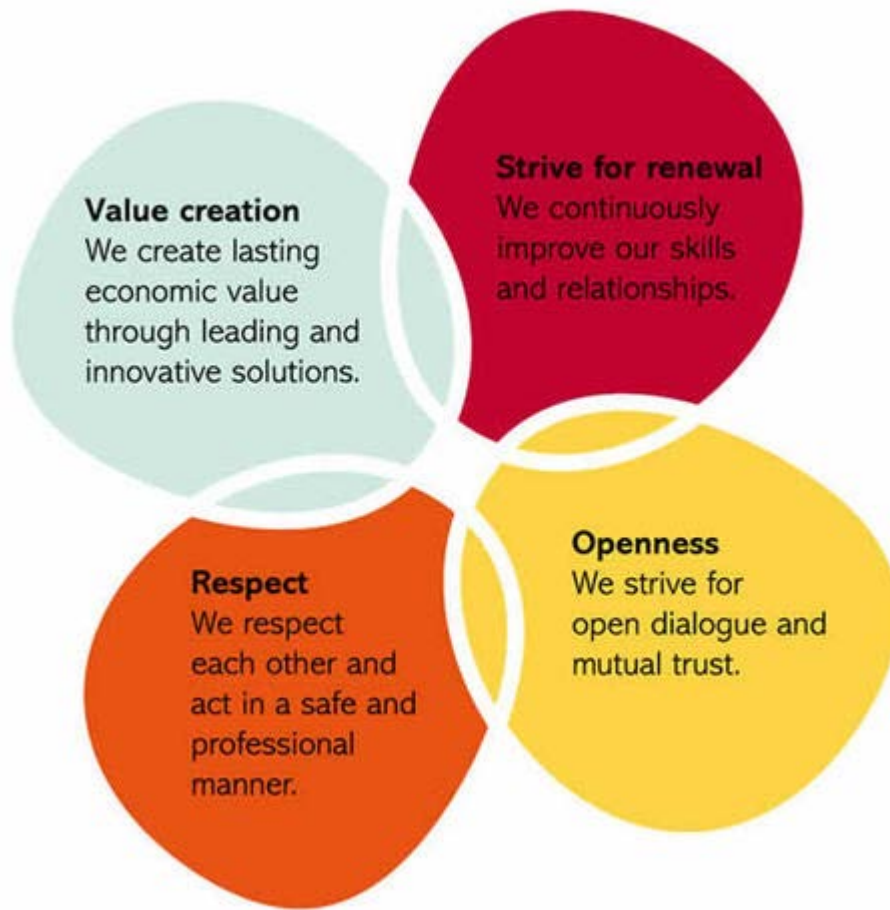 Value creation
We create lasting
economic value
through leading and
innovative solutions.
Strive for renewal
We continuously
improve our skills
and relationships.
Respect
We respect
each other and
act in a safe and
professional
manner.
Openness
We strive for
open dialogue and
mutual trust.